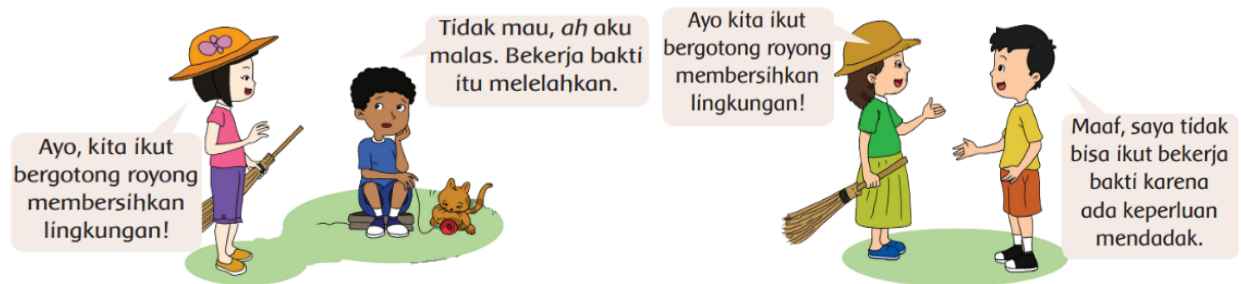 Ayo, kita ikut
bergotong royong
membersihkan
lingkungan!
Tidak mau, ah aku
malas. Bekerja bakti
itu melelahkan.
Ayo kita ikut
bergotong royong
membersihkan
lingkungan!
Maaf, saya tidak
bisa ikut bekerja
bakti karena
ada keperluan
mendadak.